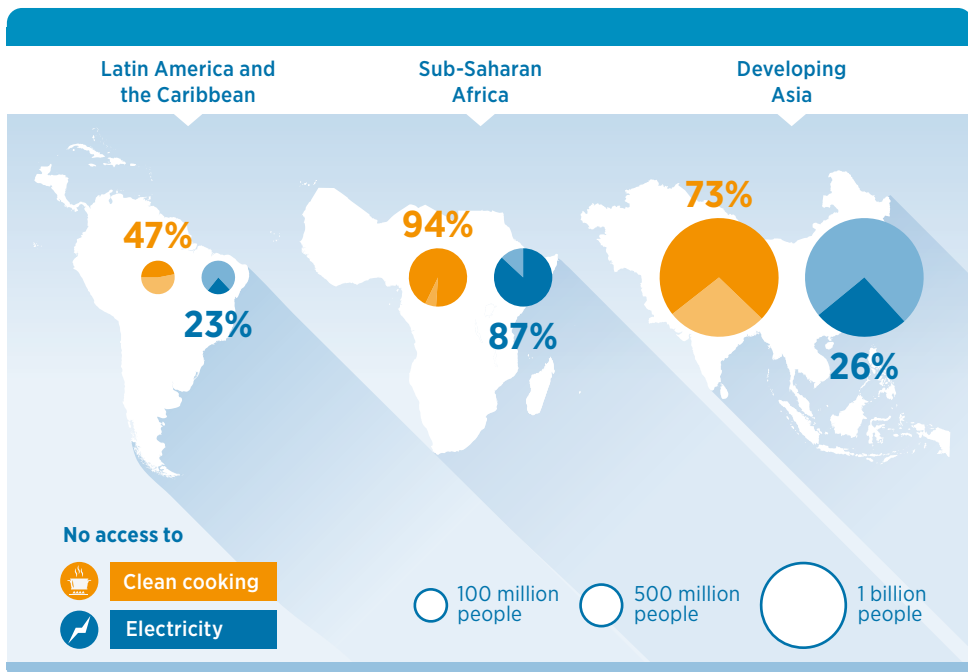 Latin America and
the Caribbean
Sub-Saharan
Africa
Developing
Asia
47%
23%
94%
87%
73%
26%
No access to
Clean cooking
Electricity
100 million
people
500 million
people
1 billion
people